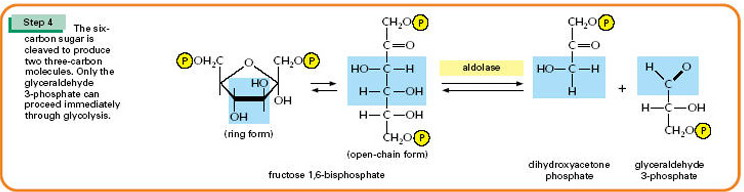 Step 4
The six-
carbon sugar is
cleaved to produce
two three-carbon
molecules. Only the
glyceraldehyde
3-phosphate can
proceed immediately
through glycolysis.
P OH₂C
O
CH₂O P
HO
OH
OH
(ring form)
CH₂O P
C=O
HO—C—H
H—C—OH
H—C—OH
CH₂O P
(open-chain form)
fructose 1,6-bisphosphate
aldolase
CH₂O P
C=O
HO—C—H
H
dihydroxyacetone
phosphate
+
H O
C
H—C—OH
CH₂O P
glyceraldehyde
3-phosphate